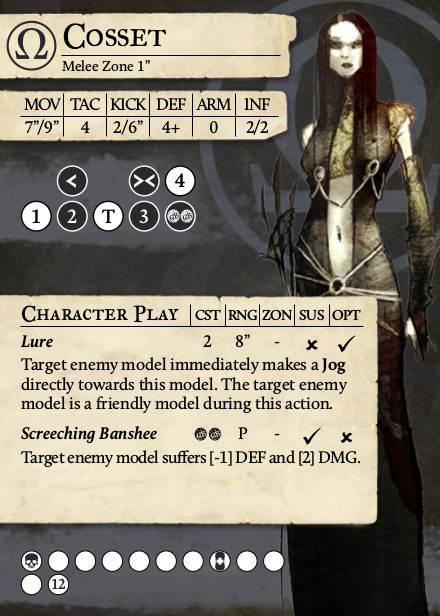 Ω COSSET
Melee Zone 1"
MOV TAC KICK DEF ARM INF
7"/9" 4 2/6" 4+ 0 2/2
< >< 4
1 2 T 3
CHARACTER PLAY CST RNG ZON SUS OPT
Lure 2 8" - ✗ ✓
Target enemy model immediately makes a Jog
directly towards this model. The target enemy
model is a friendly model during this action.
Screeching Banshee P - ✓ ✗
Target enemy model suffers [-1] DEF and [2] DMG.
12